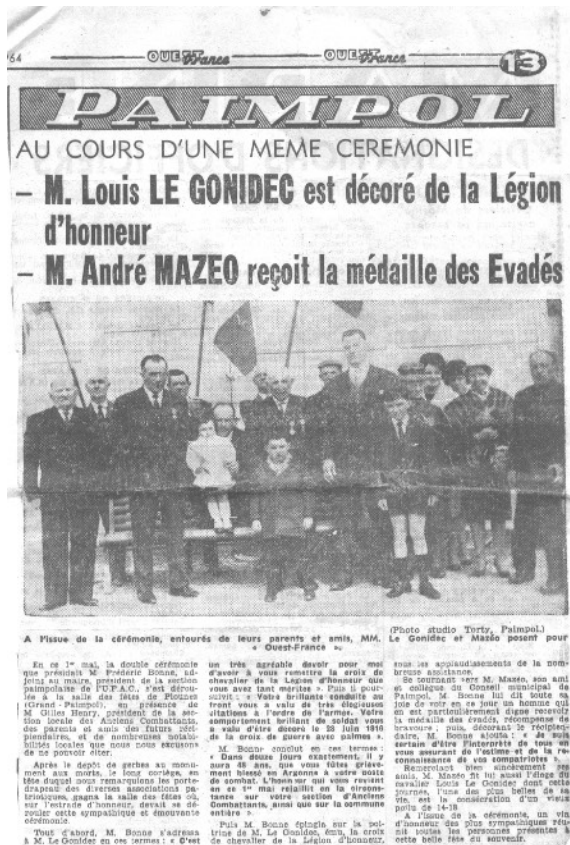 64
OUEST France
OUEST France
13
PAIMPOL
AU COURS D'UNE MEME CEREMONIE
– M. Louis LE GONIDEC est décoré de la Légion
d'honneur
– M. André MAZEO reçoit la médaille des Evadés
(Photo studio Torty, Paimpol.)
A l'issue de la cérémonie, entourés de leurs parents et amis, MM. Le Gonidec et Mazéo posent pour
« Ouest-France ».
En ce 1er mai, la double cérémonie
que présidait M. Frédéric Bonne, ad-
joint au maire, président de la section
paimpolaise de l'U.P.A.C., s'est dérou-
lée à la salle des fêtes de Plounez
(Grand-Paimpol), en présence de
M. Gilles Henry, président de la sec-
tion locale des Anciens Combattants,
des parents et amis des futurs réci-
piendaires, et de nombreuses notabi-
lités locales que nous nous excusons
de ne pouvoir citer.
Après le dépôt de gerbes au monu-
ment aux morts, le long cortège, en
tête duquel nous remarquions les porte-
drapeau des diverses associations pa-
triotiques, gagna la salle des fêtes où,
sur l'estrade d'honneur, devait se dé-
rouler cette sympathique et émouvante
cérémonie.
Tout d'abord, M. Bonne s'adressa
à M. Le Gonidec en ces termes : « C'est
un très agréable devoir pour moi
d'avoir à vous remettre la croix de
chevalier de la Légion d'honneur que
vous avez tant méritée ». Puis il pour-
suivit : « Votre brillante conduite au
front vous a valu de très élogieuses
citations à l'ordre de l'armée. Votre
comportement brillant de soldat vous
a valu d'être décoré le 28 juin 1916
de la croix de guerre avec palmes ».
M. Bonne conclut en ces termes :
« Dans douze jours exactement, il y
aura 48 ans, que vous fûtes griève-
ment blessé en Argonne à votre poste
de combat. L'honneur qui vous revient
en ce 1er mai rejaillit en la circons-
tance sur votre section d'Anciens
Combattants, ainsi que sur la commune
entière ».
Puis M. Bonne épingla sur la poi-
trine de M. Le Gonidec, ému, la croix
de chevalier de la Légion d'honneur,
sous les applaudissements de la nom-
breuse assistance.
Se tournant vers M. Mazéo, son ami
et collègue du Conseil municipal de
Paimpol, M. Bonne lui dit toute sa
joie de voir en ce jour un homme qui
en est particulièrement digne recevoir
la médaille des évadés, récompense de
bravoure ; puis, décorant le récipien-
daire, M. Bonne ajouta : « Je suis
certain d'être l'interprète de tous en
vous assurant de l'estime et de la re-
connaissance de vos compatriotes ».
Remerciant bien sincèrement ses
amis, M. Mazéo fit lui aussi l'éloge du
cavalier Louis Le Gonidec dont cette
journée, l'une des plus belles de sa
vie, est la consécration d'un vieux
poilu de 14-18.
A l'issue de la cérémonie, un vin
d'honneur des plus sympathiques réu-
nit toutes les personnes présentes à
cette belle fête du souvenir.